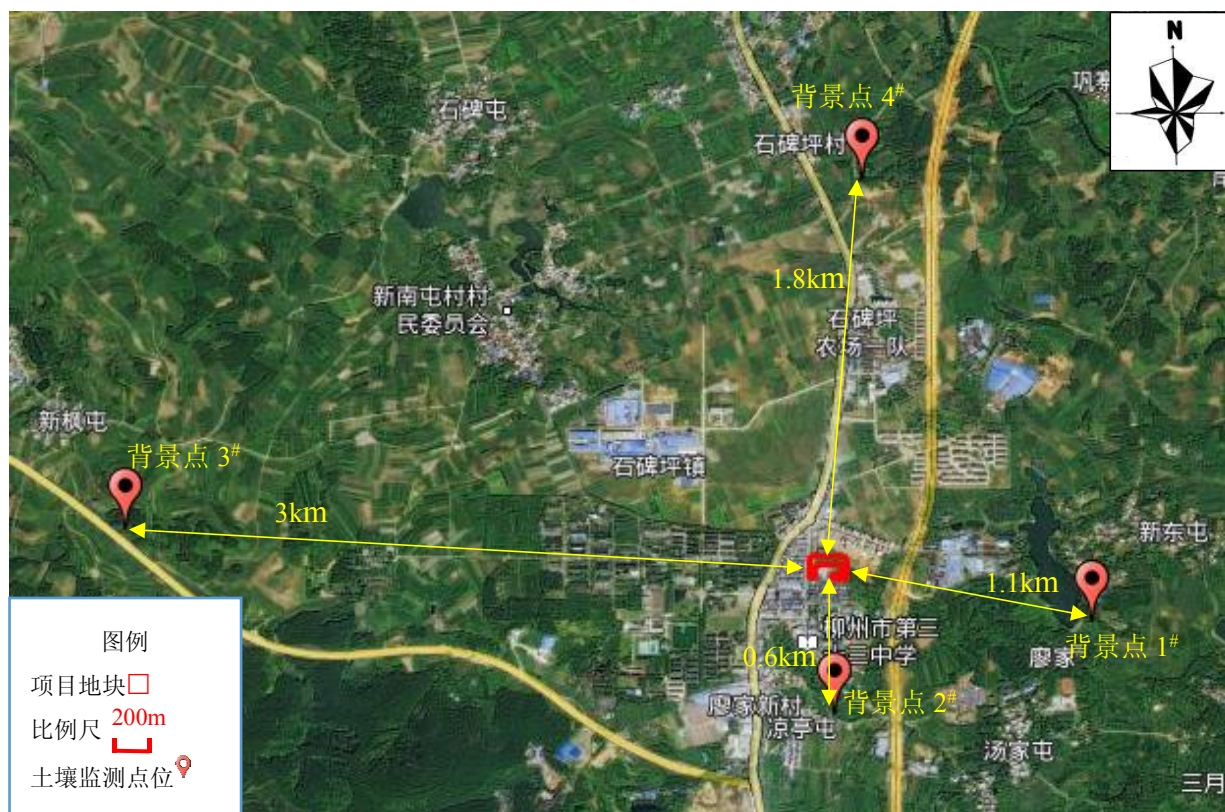 N
巩寨
石碑屯
背景点 4#
石碑坪村
1.8km
新南屯村村
民委员会
石碑坪
农场一队
新枫屯
背景点 3#
石碑坪镇
3km
新东屯
1.1km
背景点 1#
廖家
柳州市第三
三中学
0.6km
背景点 2#
廖家新村
凉亭屯
汤家屯
三月
图例
项目地块
比例尺 200m
土壤监测点位